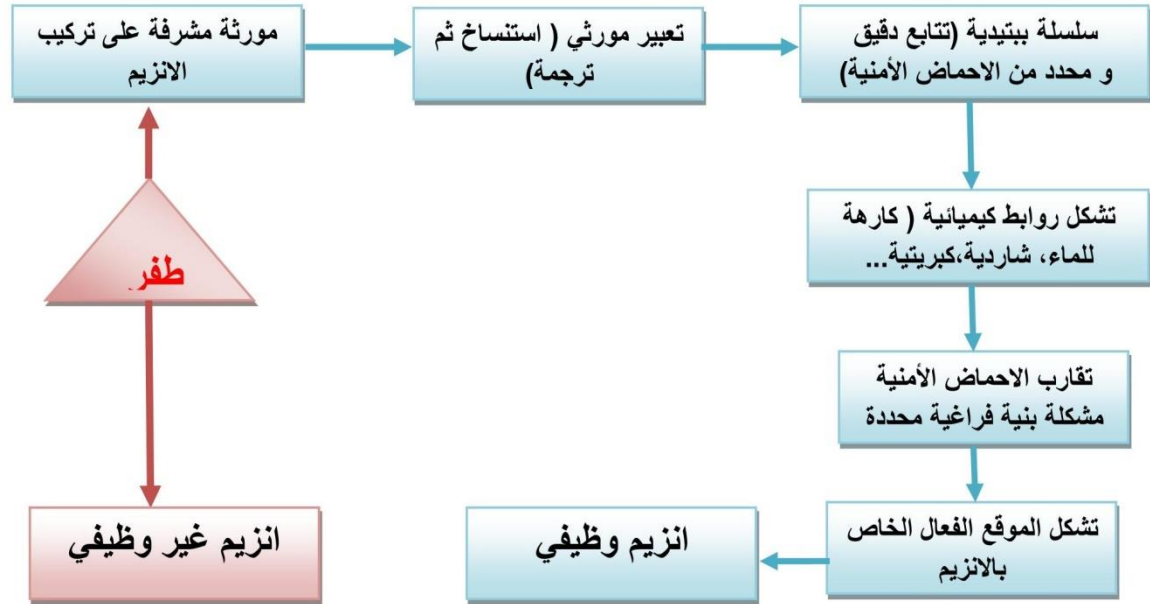 مورثة مشرفة على تركيب
الانزيم
تعبير مورثي ( استنساخ ثم
ترجمة)
سلسلة ببتيدية (تتابع دقيق
و محدد من الاحماض الأمنية)
تشكل روابط كيميائية ( كارهة
للماء، شاردية،كبريتية...
تقارب الاحماض الأمنية
مشكلة بنية فراغية محددة
تشكل الموقع الفعال الخاص
بالانزيم
انزيم وظيفي
طفر
انزيم غير وظيفي